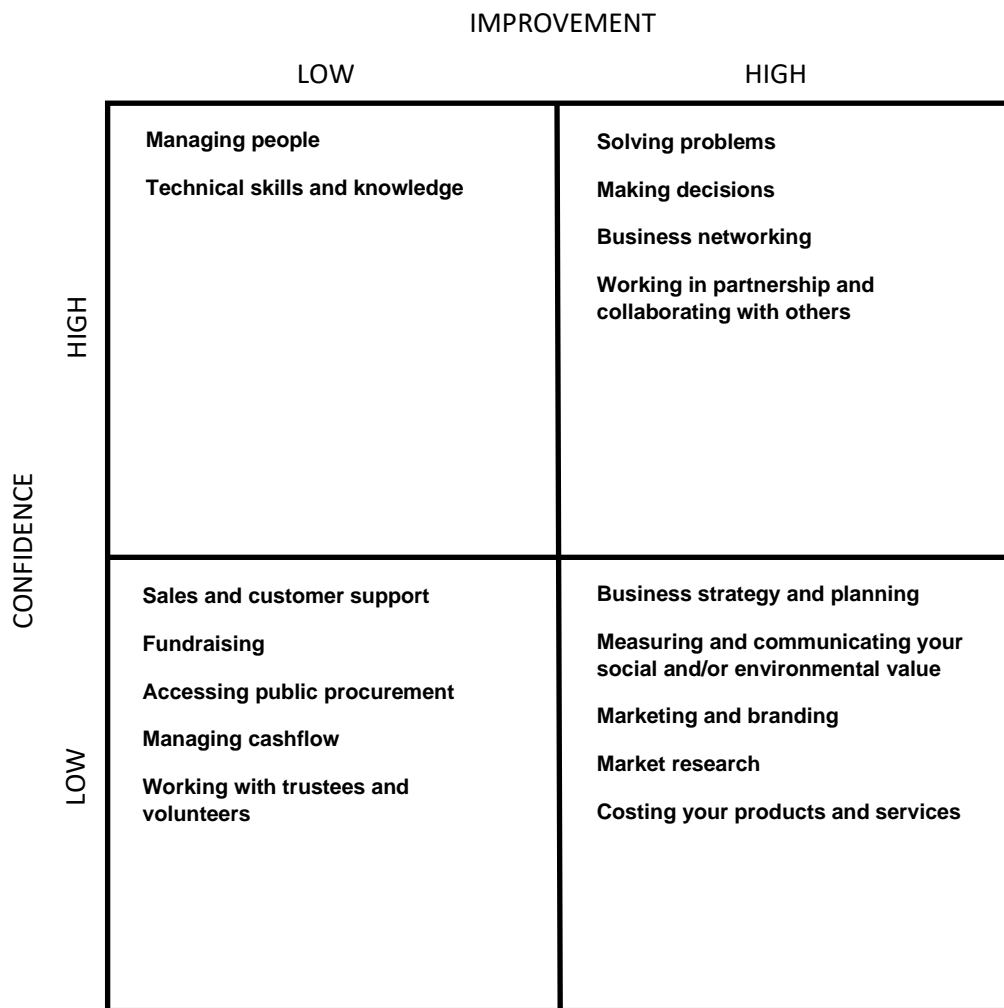 IMPROVEMENT
LOW
HIGH
CONFIDENCE
HIGH
Managing people
Technical skills and knowledge
Solving problems
Making decisions
Business networking
Working in partnership and
collaborating with others
LOW
Sales and customer support
Fundraising
Accessing public procurement
Managing cashflow
Working with trustees and
volunteers
Business strategy and planning
Measuring and communicating your
social and/or environmental value
Marketing and branding
Market research
Costing your products and services